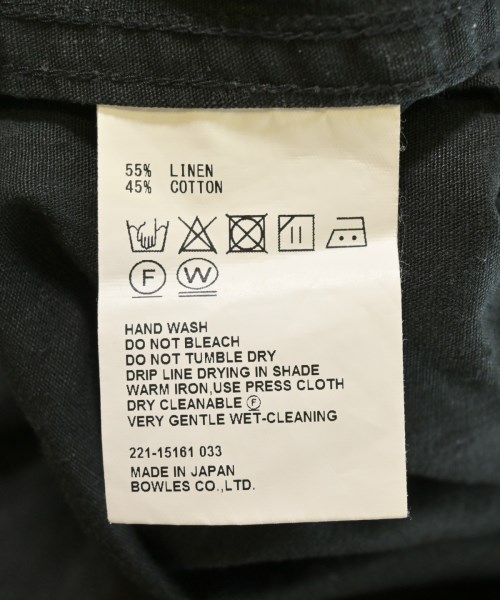 55% LINEN
45% COTTON
F W
HAND WASH
DO NOT BLEACH
DO NOT TUMBLE DRY
DRIP LINE DRYING IN SHADE
WARM IRON,USE PRESS CLOTH
DRY CLEANABLE Ⓕ
VERY GENTLE WET-CLEANING
221-15161 033
MADE IN JAPAN
BOWLES CO.,LTD.